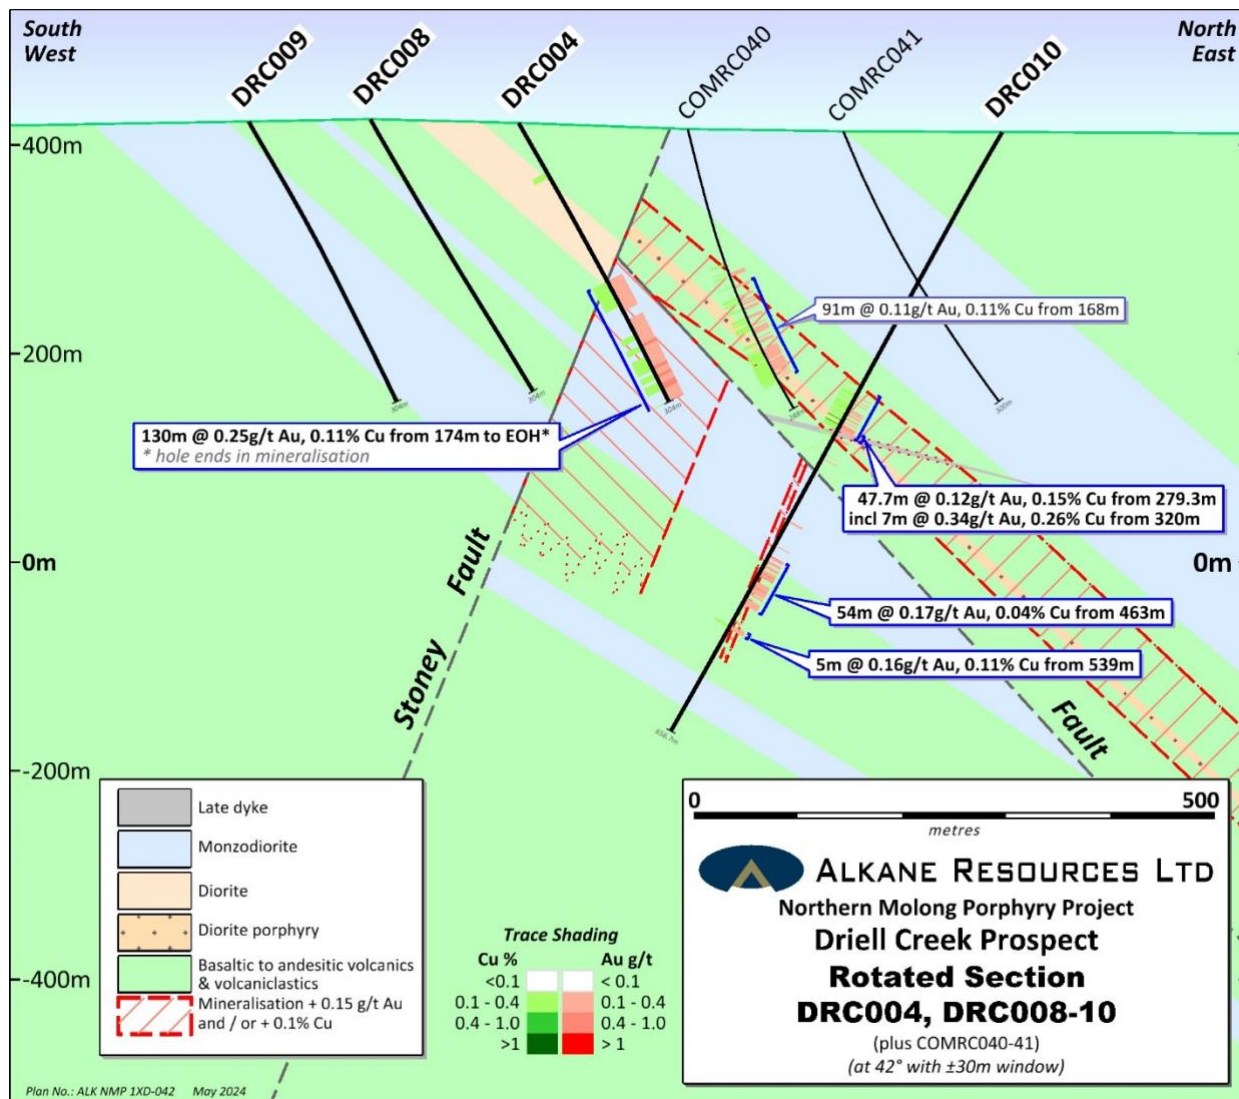 South
West
DRC009
DRC008
DRC004
COMRC040
COMRC041
DRC010
North
East
400m
200m
0m
-200m
-400m
0m
304m
304m
304m
300m
656.7m
91m @ 0.11g/t Au, 0.11% Cu from 168m
130m @ 0.25g/t Au, 0.11% Cu from 174m to EOH*
* hole ends in mineralisation
47.7m @ 0.12g/t Au, 0.15% Cu from 279.3m
incl 7m @ 0.34g/t Au, 0.26% Cu from 320m
54m @ 0.17g/t Au, 0.04% Cu from 463m
5m @ 0.16g/t Au, 0.11% Cu from 539m
Stoney Fault
Fault
Late dyke
Monzodiorite
Diorite
Diorite porphyry
Basaltic to andesitic volcanics
& volcaniclastics
Mineralisation + 0.15 g/t Au
and / or + 0.1% Cu
Trace Shading
Cu % Au g/t
<0.1 < 0.1
0.1 - 0.4 0.1 - 0.4
0.4 - 1.0 0.4 - 1.0
>1 > 1
0 500
metres
ALKANE RESOURCES LTD
Northern Molong Porphyry Project
Driell Creek Prospect
Rotated Section
DRC004, DRC008-10
(plus COMRC040-41)
(at 42° with ±30m window)
Plan No.: ALK NMP 1XD-042 May 2024